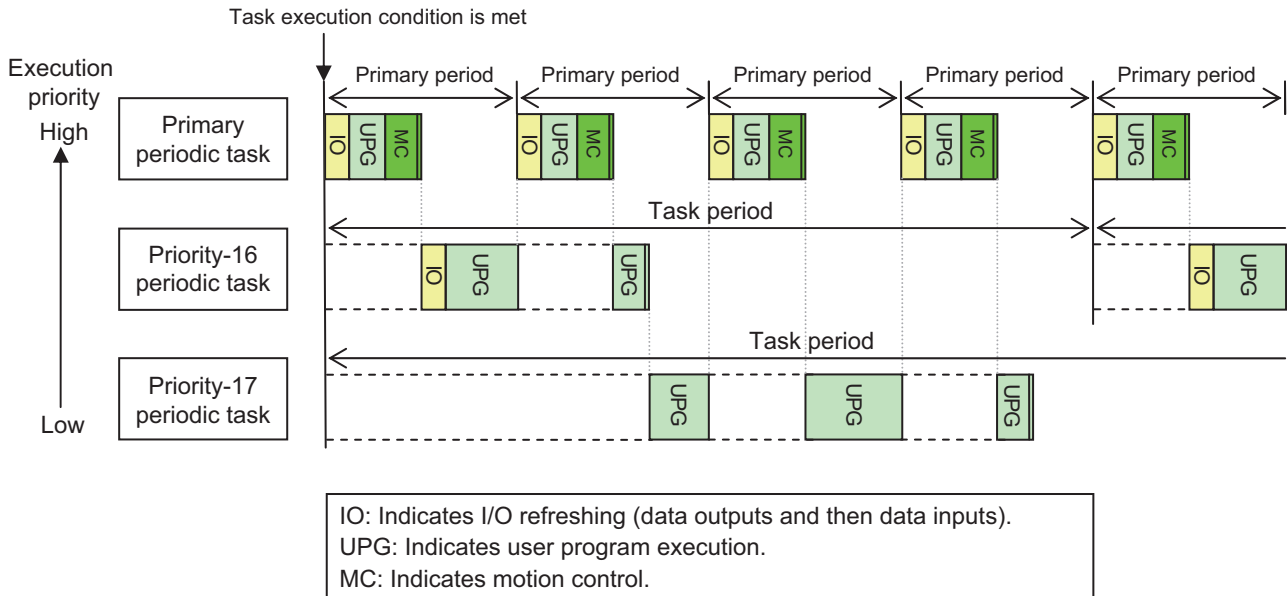 Task execution condition is met
Execution
priority
High
Low
Primary period
Primary period
Primary period
Primary period
Primary period
Primary
periodic task
IO
UPG
MC
IO
UPG
MC
IO
UPG
MC
IO
UPG
MC
IO
UPG
MC
Task period
Priority-16
periodic task
IO
UPG
UPG
IO
UPG
Task period
Priority-17
periodic task
UPG
UPG
UPG
IO: Indicates I/O refreshing (data outputs and then data inputs).
UPG: Indicates user program execution.
MC: Indicates motion control.